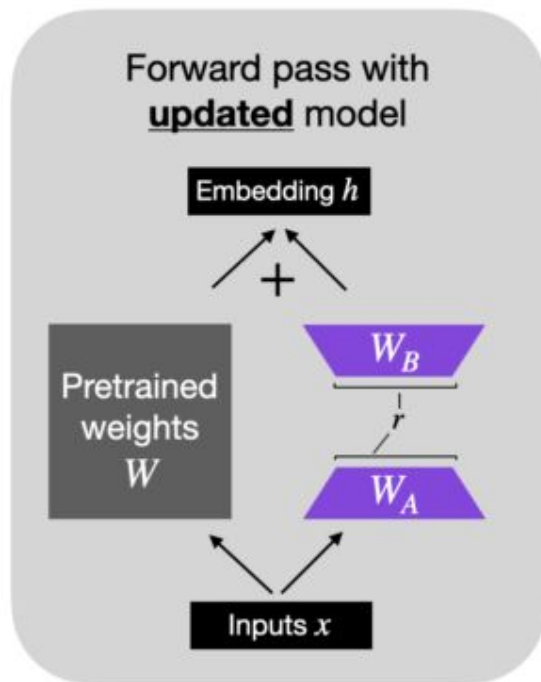 Forward pass with
updated model
Embedding h
+
Pretrained
weights
W
W_B
r
W_A
Inputs x